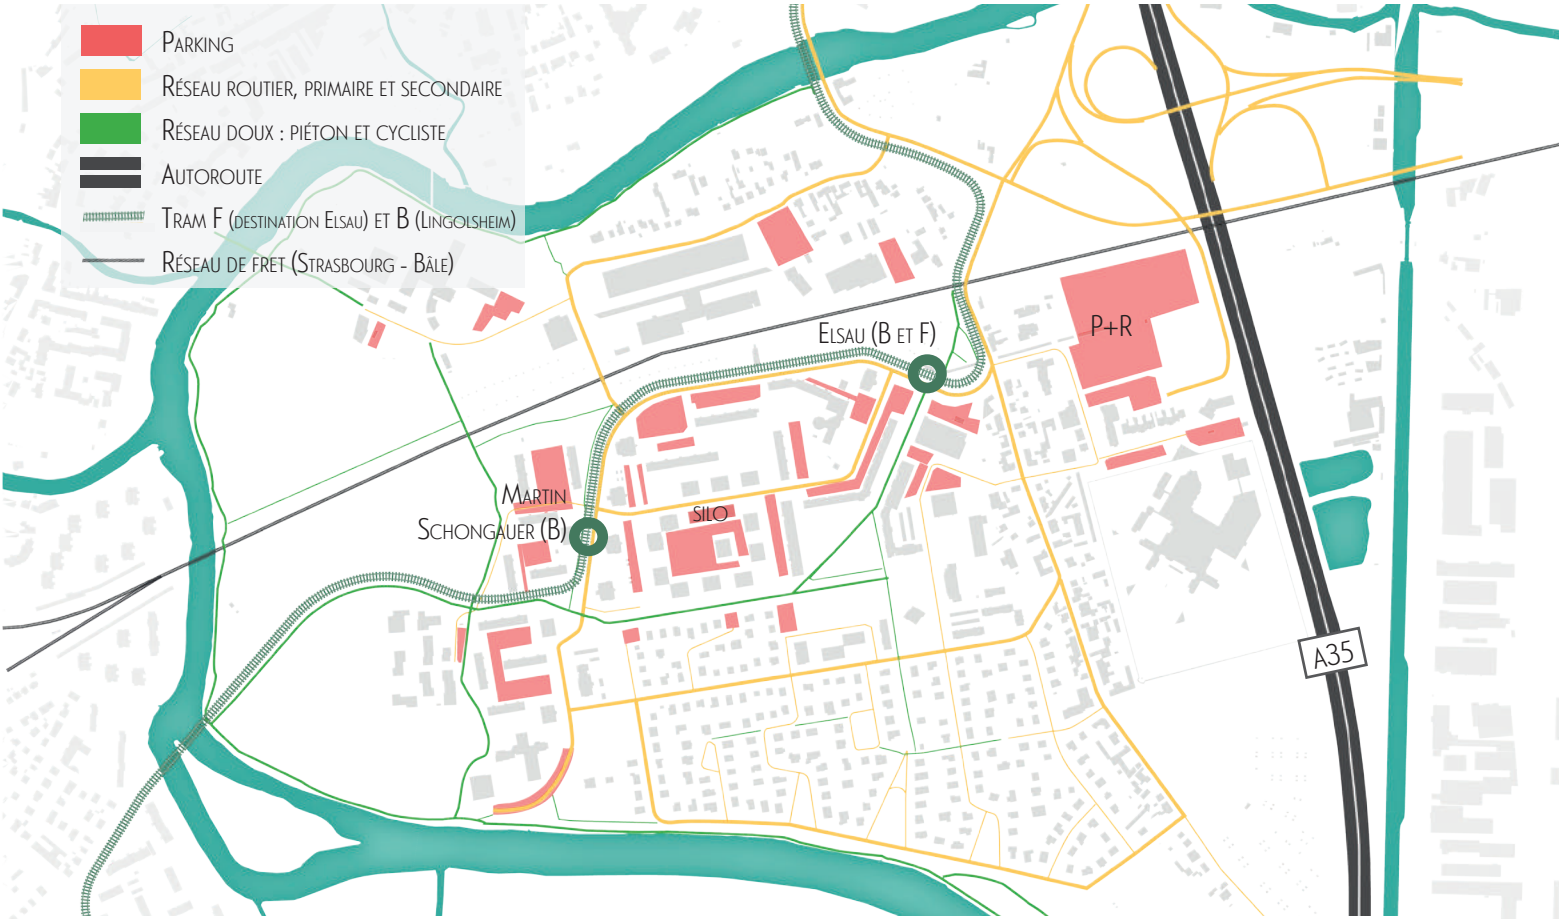 Parking
Réseau routier, primaire et secondaire
Réseau doux : piéton et cycliste
Autoroute
Tram F (destination Elsau) et B (Lingolsheim)
Réseau de fret (Strasbourg - Bâle)
P+R
Elsau (B et F)
Martin
Schongauer (B)
silo
A35